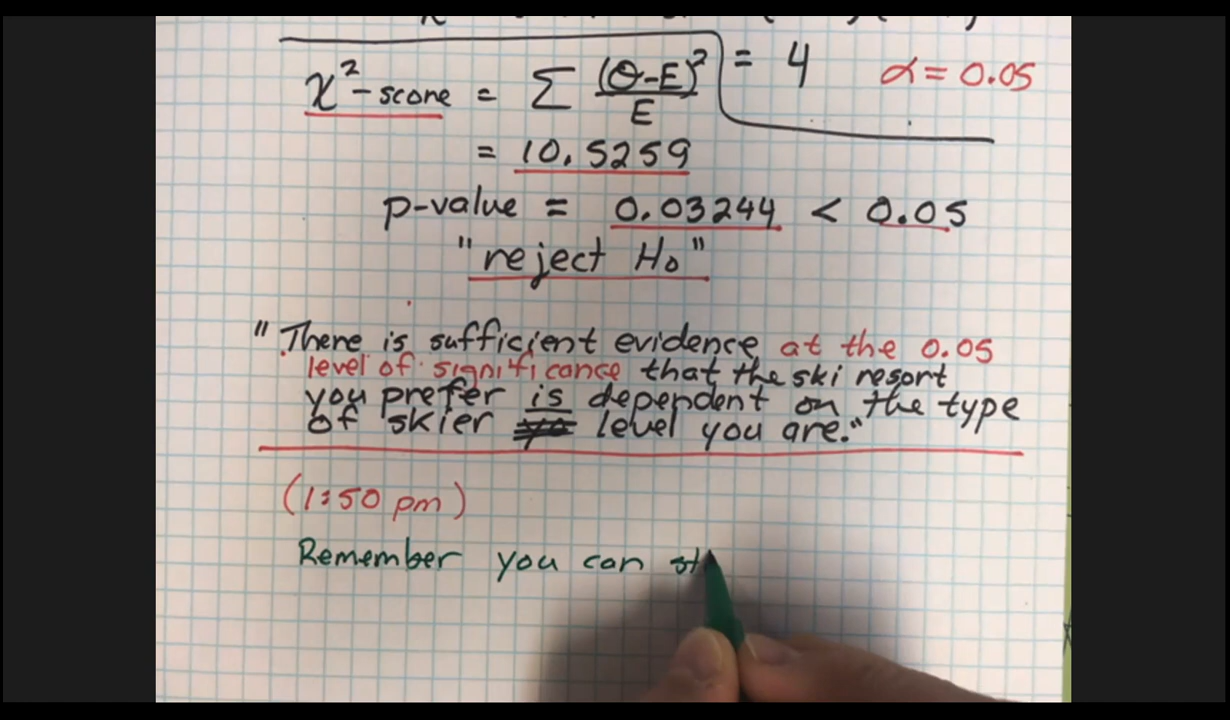 = 4 α = 0.05
χ²-score = Σ (O-E)² / E
= 10.5259
p-value = 0.03244 < 0.05
"reject H₀"
"There is sufficient evidence at the 0.05
level of significance that the ski resort
you prefer is dependent on the type
of skier level you are."
(1:50 pm)
Remember you can st